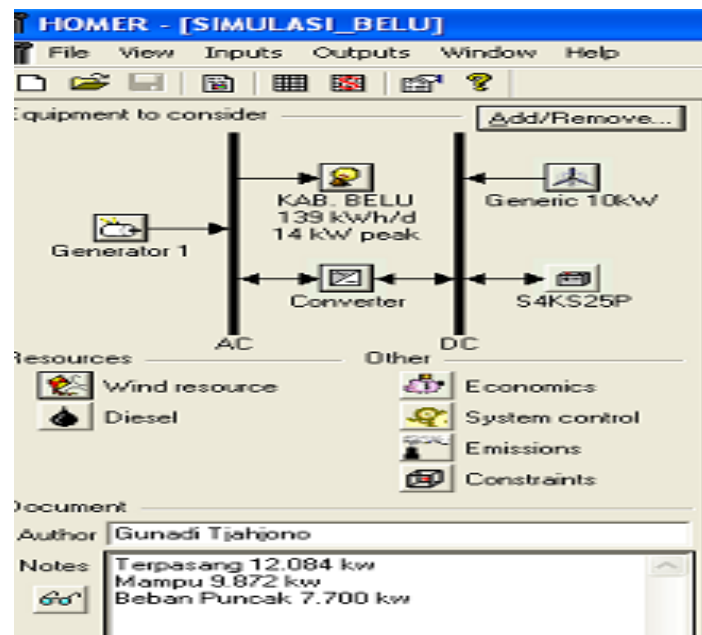 HOMER - [SIMULASI_BELU]
File View Inputs Outputs Window Help
Equipment to consider Add/Remove...
KAB. BELU
139 kWh/d
14 kW peak
Generic 10kW
Generator 1
Converter
S4KS25P
AC DC
Resources Other
Wind resource Economics
Diesel System control
Emissions
Constraints
Document
Author Gunadi Tjahjono
Notes Terpasang 12.084 kw
Mampu 9.872 kw
Beban Puncak 7.700 kw